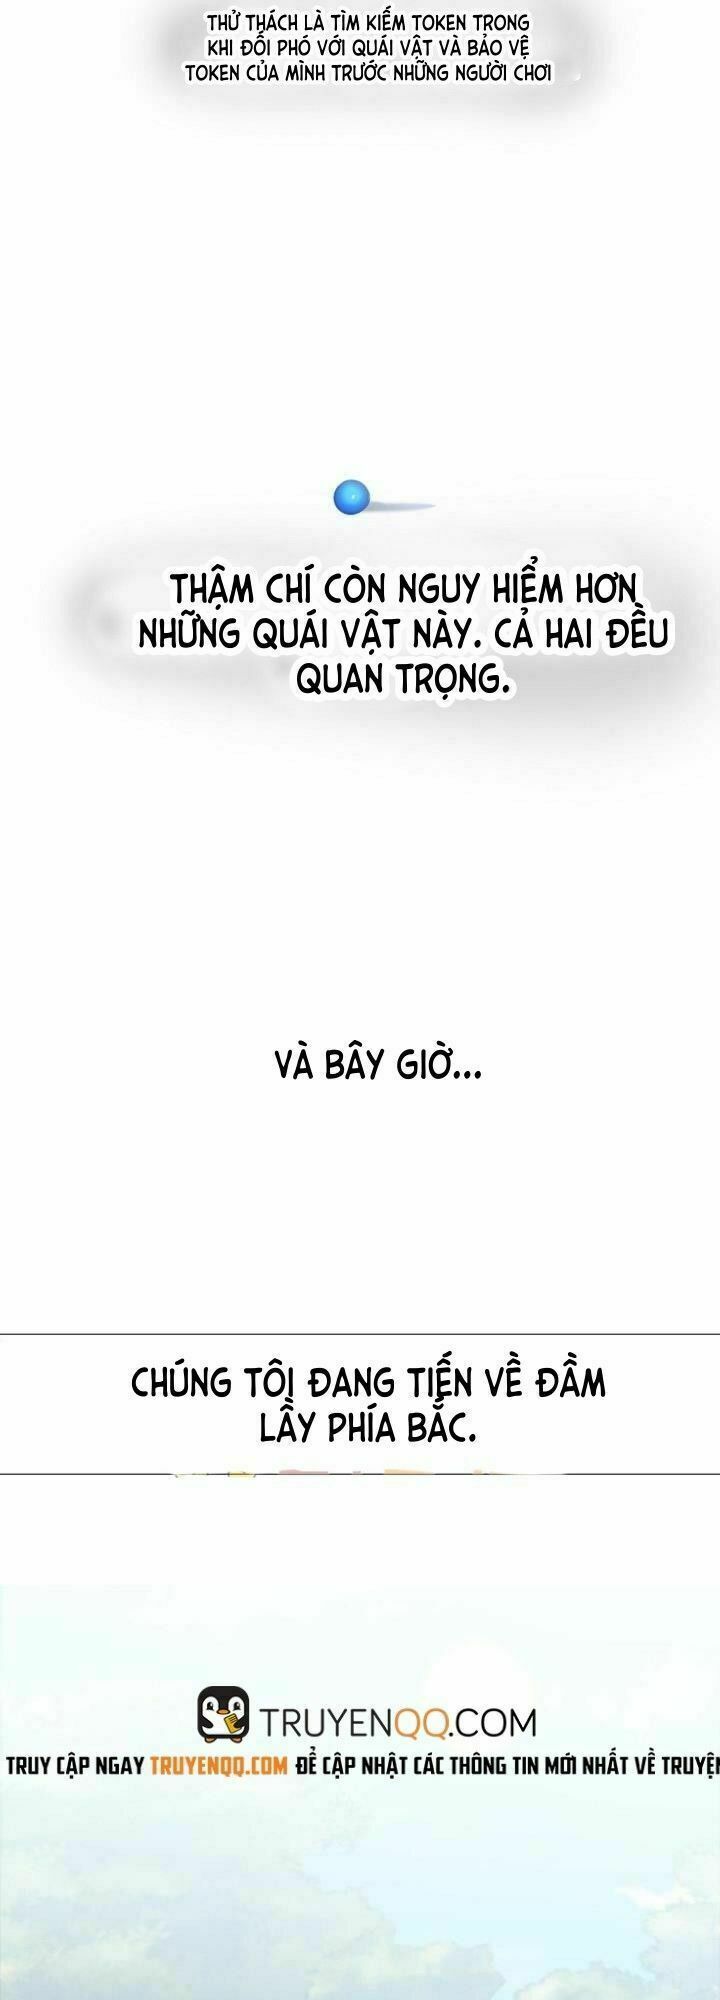 THỬ THÁCH LÀ TÌM KIẾM TOKEN TRONG
KHI ĐỐI PHÓ VỚI QUÁI VẬT VÀ BẢO VỆ
TOKEN CỦA MÌNH TRƯỚC NHỮNG NGƯỜI CHƠI
THẬM CHÍ CÒN NGUY HIỂM HƠN
NHỮNG QUÁI VẬT NÀY. CẢ HAI ĐỀU
QUAN TRỌNG.
VÀ BÂY GIỜ...
CHÚNG TÔI ĐANG TIẾN VỀ ĐẦM
LẦY PHÍA BẮC.
TRUYENQQ.COM
TRUY CẬP NGAY TRUYENQQ.COM ĐỂ CẬP NHẬT CÁC THÔNG TIN MỚI NHẤT VỀ TRUYỆN